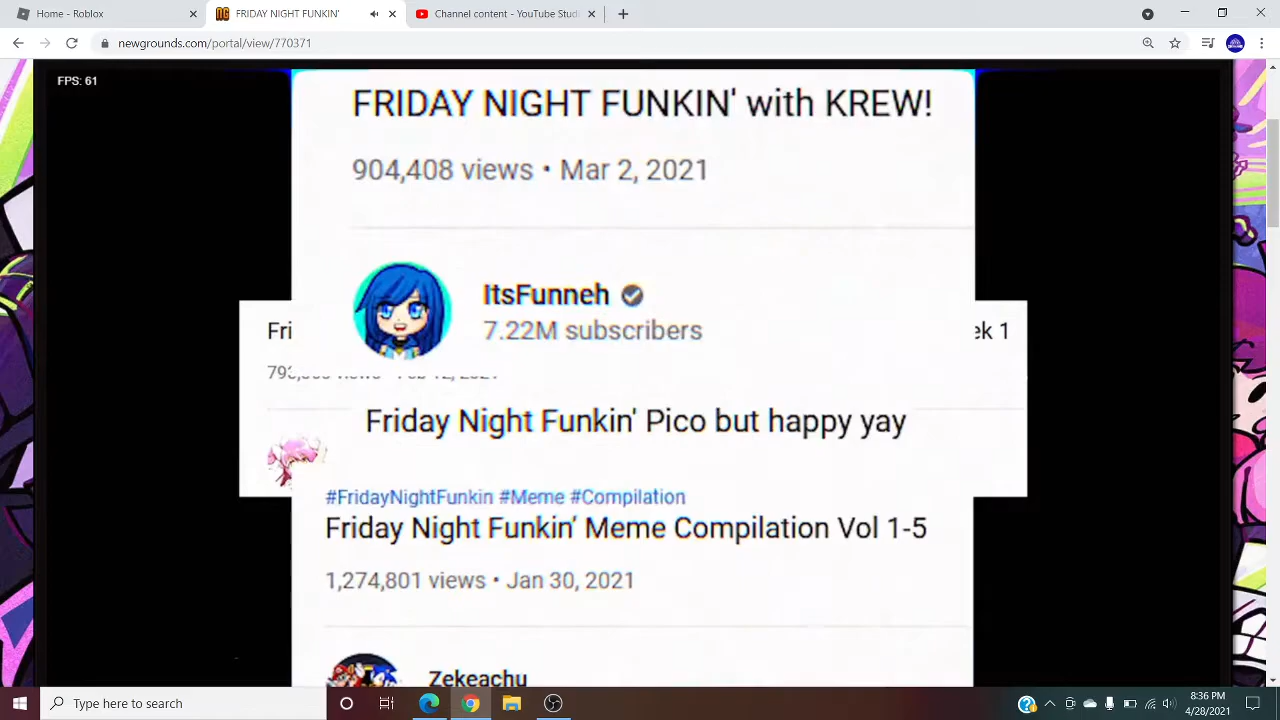 Home - Roblox
FRIDAY NIGHT FUNKIN'
Channel content - YouTube Stud
newgrounds.com/portal/view/770371
FPS: 61
FRIDAY NIGHT FUNKIN' with KREW!
904,408 views • Mar 2, 2021
ItsFunneh
7.22M subscribers
Fri
ek 1
Friday Night Funkin' Pico but happy yay
#FridayNightFunkin #Meme #Compilation
Friday Night Funkin' Meme Compilation Vol 1-5
1,274,801 views • Jan 30, 2021
Zekeachu
Type here to search
8:36 PM
4/28/2021